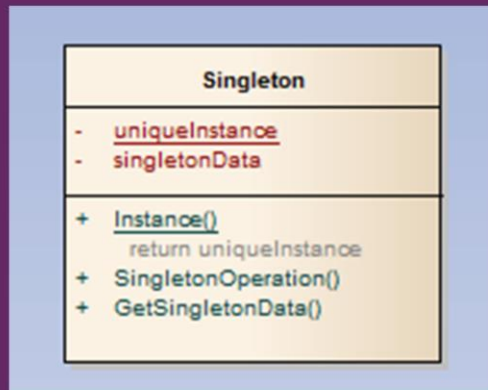 Singleton
- uniqueInstance
- singletonData
+ Instance()
return uniqueInstance
+ SingletonOperation()
+ GetSingletonData()